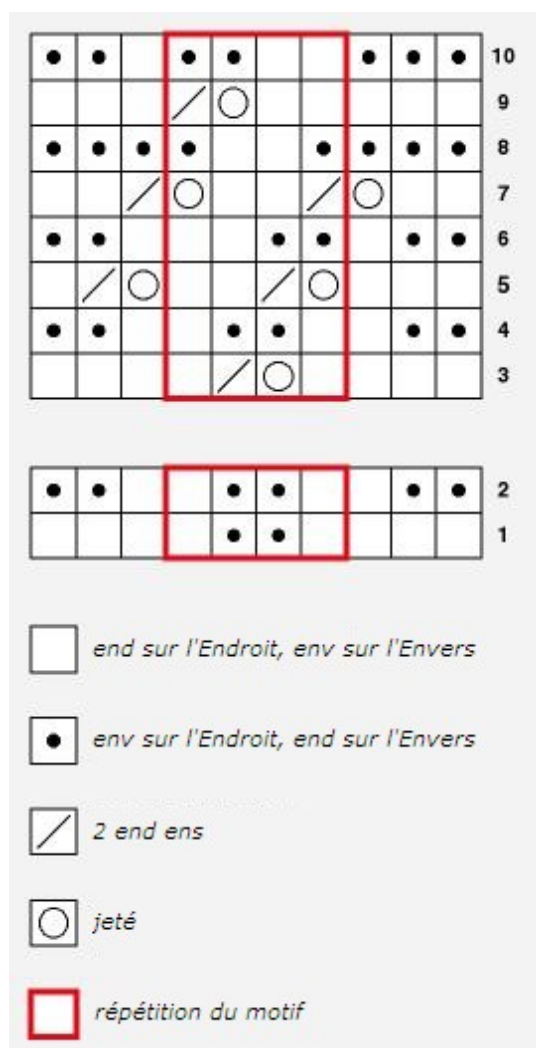 10
9
8
7
6
5
4
3
2
1
end sur l'Endroit, env sur l'Envers
env sur l'Endroit, end sur l'Envers
2 end ens
jeté
répétition du motif